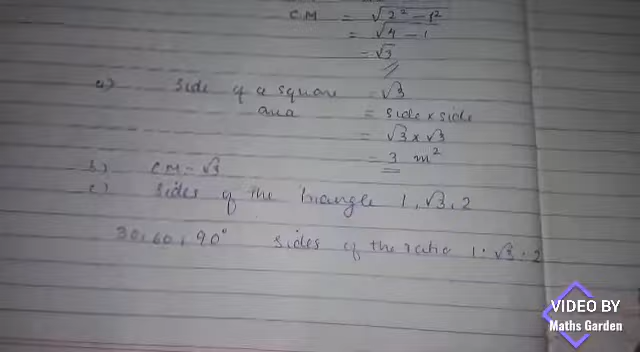 CM = √2² - 1²
= √4 - 1
= √3
a) side of a square = √3
area = side × side
= √3 × √3
= 3 m²
b) CM = √3
c) sides of the triangle 1, √3, 2
30, 60, 90° sides of the ratio 1 : √3 : 2
VIDEO BY
Maths Garden